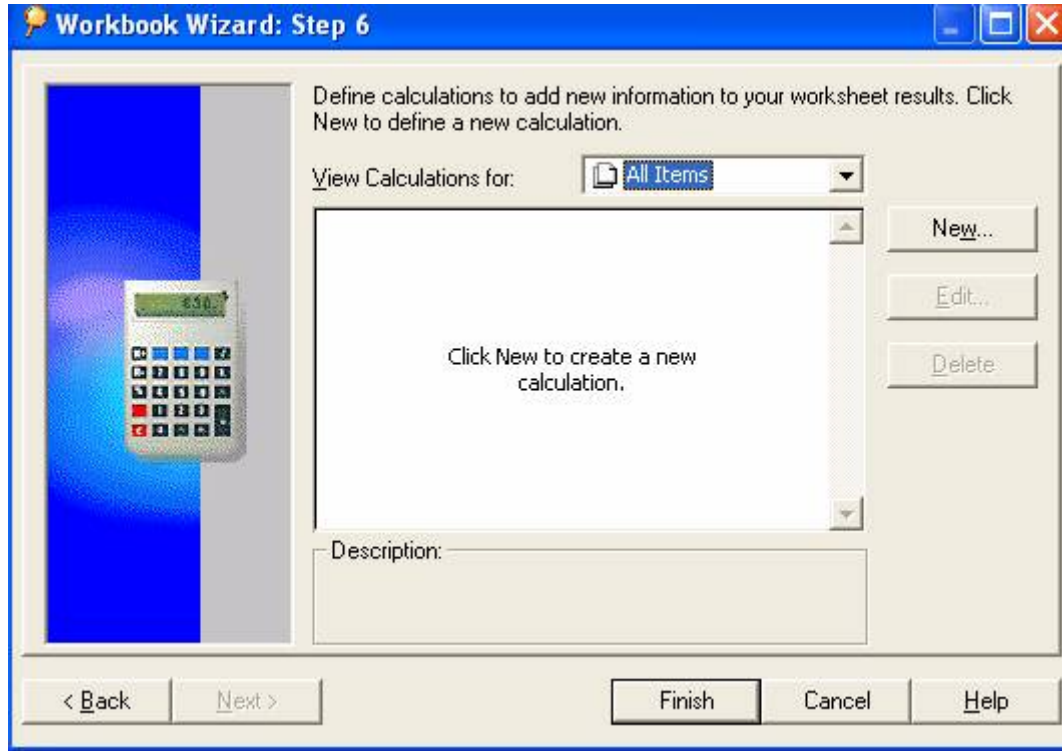 Workbook Wizard: Step 6
Define calculations to add new information to your worksheet results. Click
New to define a new calculation.
View Calculations for:
All Items
New...
Edit...
Delete
Click New to create a new
calculation.
Description:
< Back
Next >
Finish
Cancel
Help